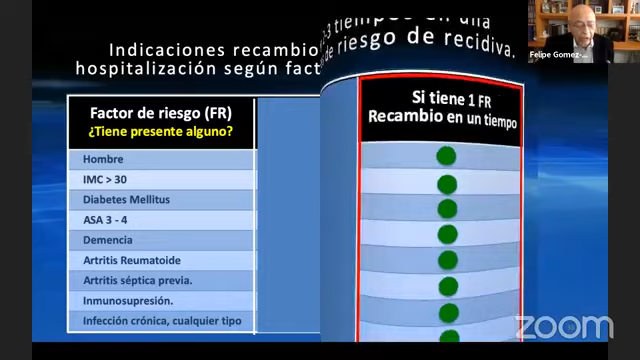 Indicaciones recambio
hospitalización según fact
2-3 tiempos en una
de riesgo de recidiva.
Factor de riesgo (FR)
¿Tiene presente alguno?
Hombre
IMC > 30
Diabetes Mellitus
ASA 3 - 4
Demencia
Artritis Reumatoide
Artritis séptica previa.
Inmunosupresión.
Infección crónica, cualquier tipo
Si tiene 1 FR
Recambio en un tiempo
Felipe Gomez-...
zoom